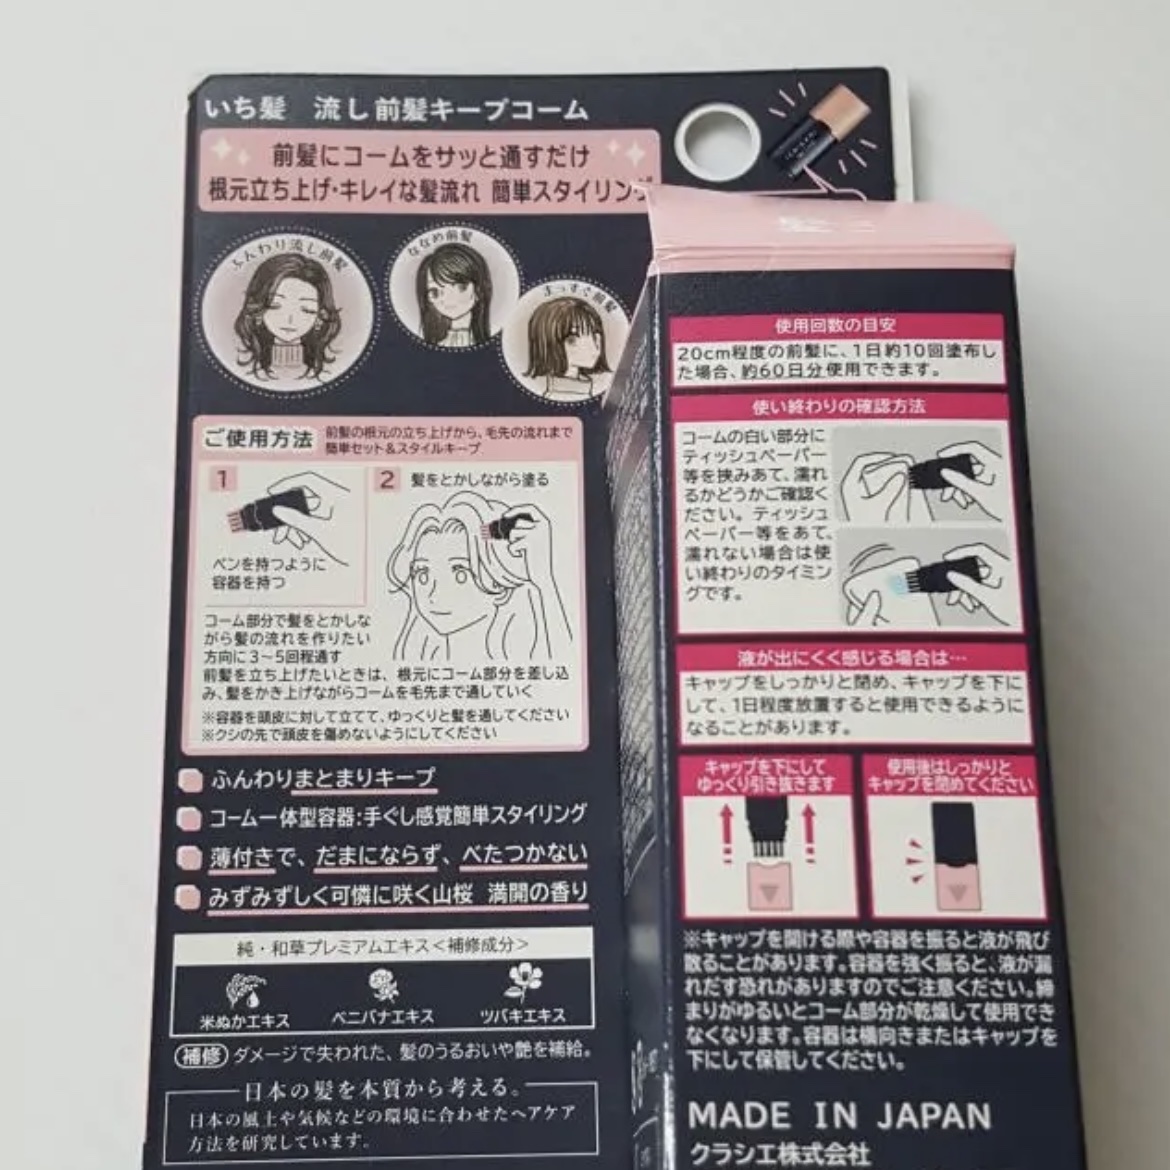 いち髪 流し前髪キープコーム
前髪にコームをサッと通すだけ
根元立ち上げ・キレイな髪流れ 簡単スタイリング
ふんわり流し前髪
ななめ前髪
まっすぐ前髪
ご使用方法
前髪の根元の立ち上げから、毛先の流れまで
簡単セット&スタイルキープ
1
ペンを持つように
容器を持つ
2 髪をとかしながら塗る
コーム部分で髪をとかしな
がら髪の流れを作りたい
方向に3〜5回程通す
前髪を立ち上げたいときは、根元にコーム部分を差し込
み、髪をかき上げながらコームを毛先まで通していく
※容器を頭皮に対して立てて、ゆっくりと髪を通してください
※クシの先で頭皮を傷めないようにしてください
ふんわりまとまりキープ
コーム一体型容器:手ぐし感覚簡単スタイリング
薄付きで、だまにならず、べたつかない
みずみずしく可憐に咲く山桜 満開の香り
純・和草プレミアムエキス<補修成分>
米ぬかエキス
ベニバナエキス
ツバキエキス
補修 ダメージで失われた、髪のうるおいや艶を補給。
日本の髪を本質から考える。
日本の風土や気候などの環境に合わせたヘアケア
方法を研究しています。
使用回数の目安
20cm程度の前髪に、1日約10回塗布し
た場合、約60日分使用できます。
使い終わりの確認方法
コームの白い部分に
ティッシュペーパー
等を挟みあて、濡れ
るかどうかご確認く
ださい。ティッシュ
ペーパー等をあて、
濡れない場合は使
い終わりのタイミン
グです。
液が出にくく感じる場合は…
キャップをしっかりと閉め、キャップを下に
して、1日程度放置すると使用できるように
なることがあります。
キャップを下にして
ゆっくり引き抜きます
使用後はしっかりと
キャップを閉めてください
※キャップを開ける際や容器を振ると液が飛び
散ることがあります。容器を強く振ると、液が漏
れだす恐れがありますのでご注意ください。締
まりがゆるいとコーム部分が乾燥して使用でき
なくなります。容器は横向きまたはキャップを
下にして保管してください。
MADE IN JAPAN
クラシエ株式会社